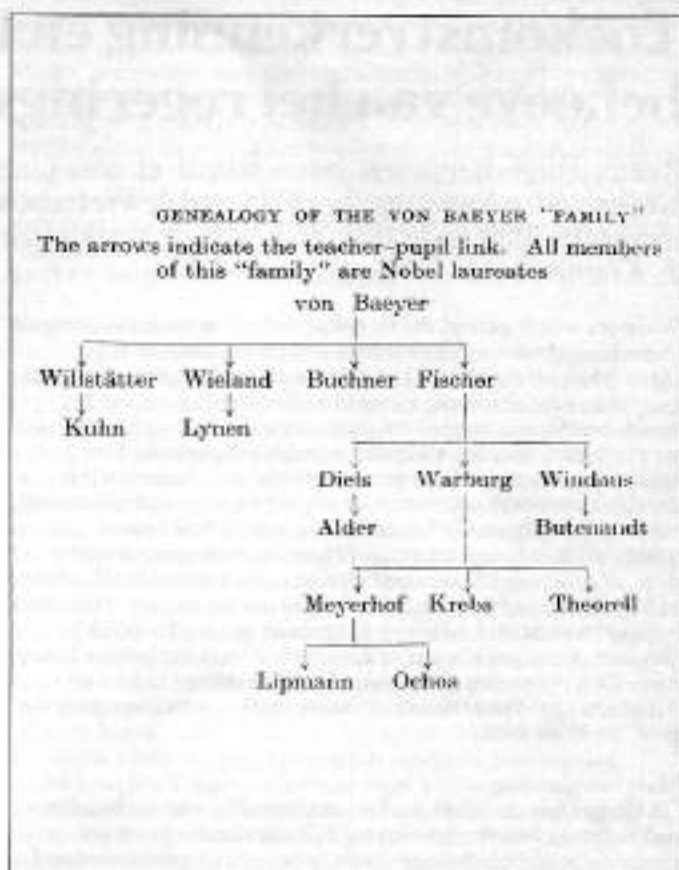 GENEALOGY OF THE VON BAEYER "FAMILY"
The arrows indicate the teacher-pupil link. All members
of this "family" are Nobel laureates
von Baeyer
Willstätter Wieland Buchner Fischer
Kuhn Lynen
Diels Warburg Windaus
Alder Butenandt
Meyerhof Krebs Theorell
Lipmann Ochoa